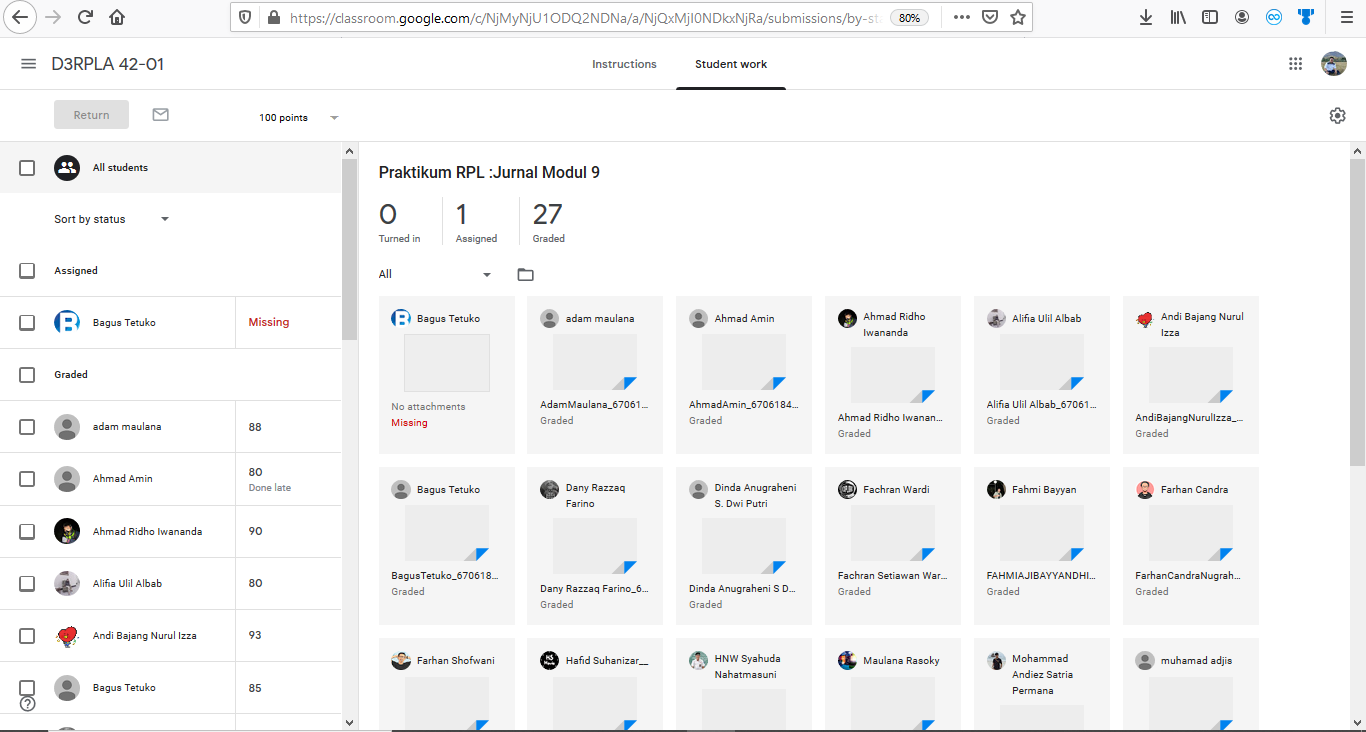 https://classroom.google.com/c/NjMyNjU1ODQ2NDNa/a/NjQxMjI0NDkxNjRa/submissions/by-st
80%
D3RPLA 42-01
Instructions
Student work
Return
100 points
All students
Sort by status
Assigned
Bagus Tetuko
Missing
Graded
adam maulana
88
Ahmad Amin
80
Done late
Ahmad Ridho Iwananda
90
Alifia Ulil Albab
80
Andi Bajang Nurul Izza
93
Bagus Tetuko
85
Praktikum RPL :Jurnal Modul 9
0
Turned in
1
Assigned
27
Graded
All
Bagus Tetuko
No attachments
Missing
adam maulana
AdamMaulana_67061...
Graded
Ahmad Amin
AhmadAmin_6706184...
Graded
Ahmad Ridho
Iwananda
Ahmad Ridho Iwanan...
Graded
Alifia Ulil Albab
Alifia Ulil Albab_67061...
Graded
Andi Bajang Nurul
Izza
AndiBajangNurulIzza_...
Graded
Bagus Tetuko
BagusTetuko_670618...
Graded
Dany Razzaq
Farino
Dany Razzaq Farino_6...
Graded
Dinda Anugraheni
S. Dwi Putri
Dinda Anugraheni S D...
Graded
Fachran Wardi
Fachran Setiawan War...
Graded
Fahmi Bayyan
FAHMIAJIBAYYANDHI...
Graded
Farhan Candra
FarhanCandraNugrah...
Graded
Farhan Shofwani
Hafid Suhanizar__
HNW Syahuda
Nahatmasuni
Maulana Rasoky
Mohammad
Andiez Satria
Permana
muhamad adjis